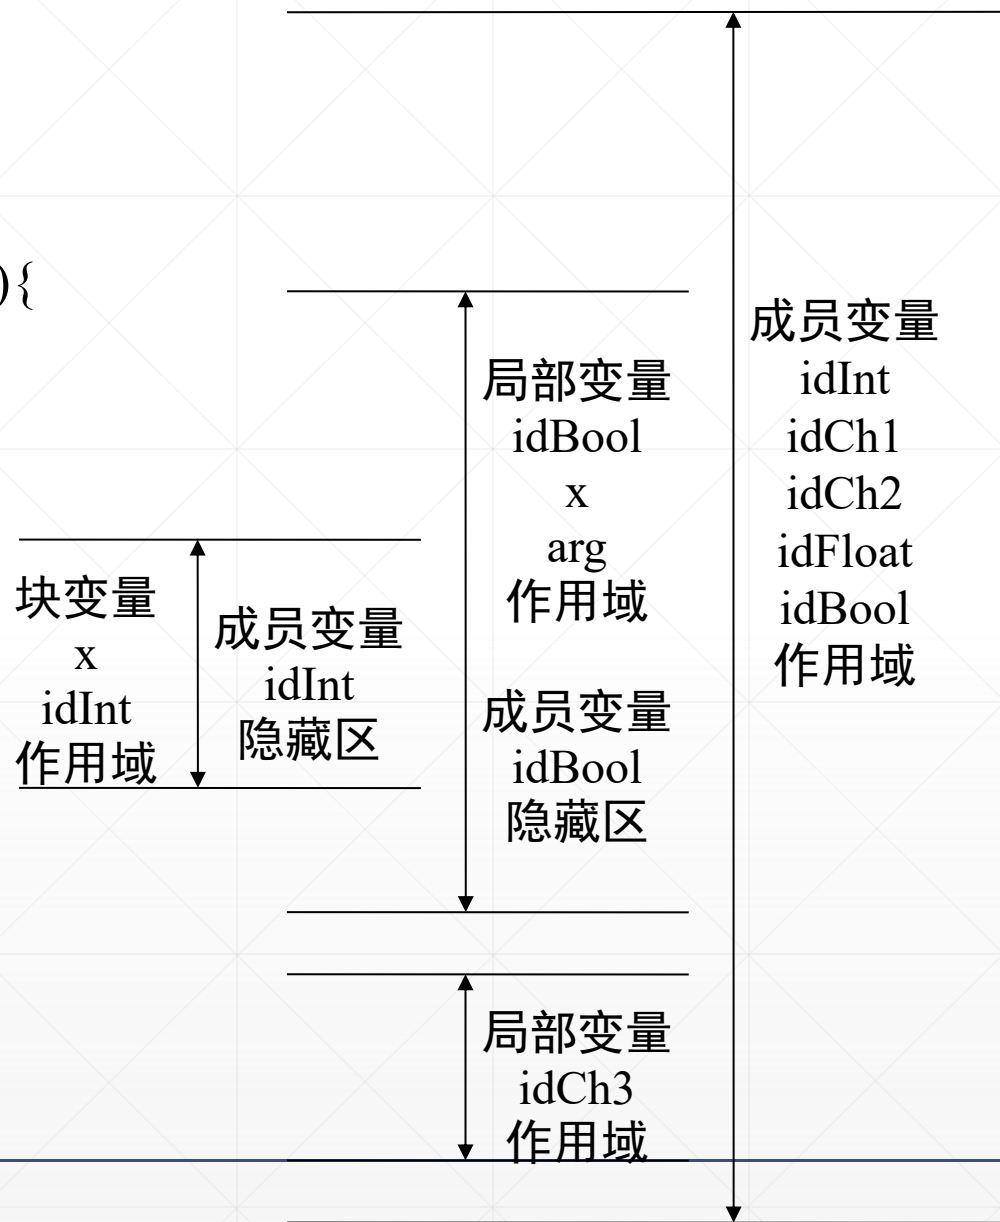 ){
成员变量
idInt
idCh1
idCh2
idFloat
idBool
作用域
局部变量
idBool
x
arg
作用域
成员变量
idBool
隐藏区
块变量
x
idInt
作用域
成员变量
idInt
隐藏区
局部变量
idCh3
作用域